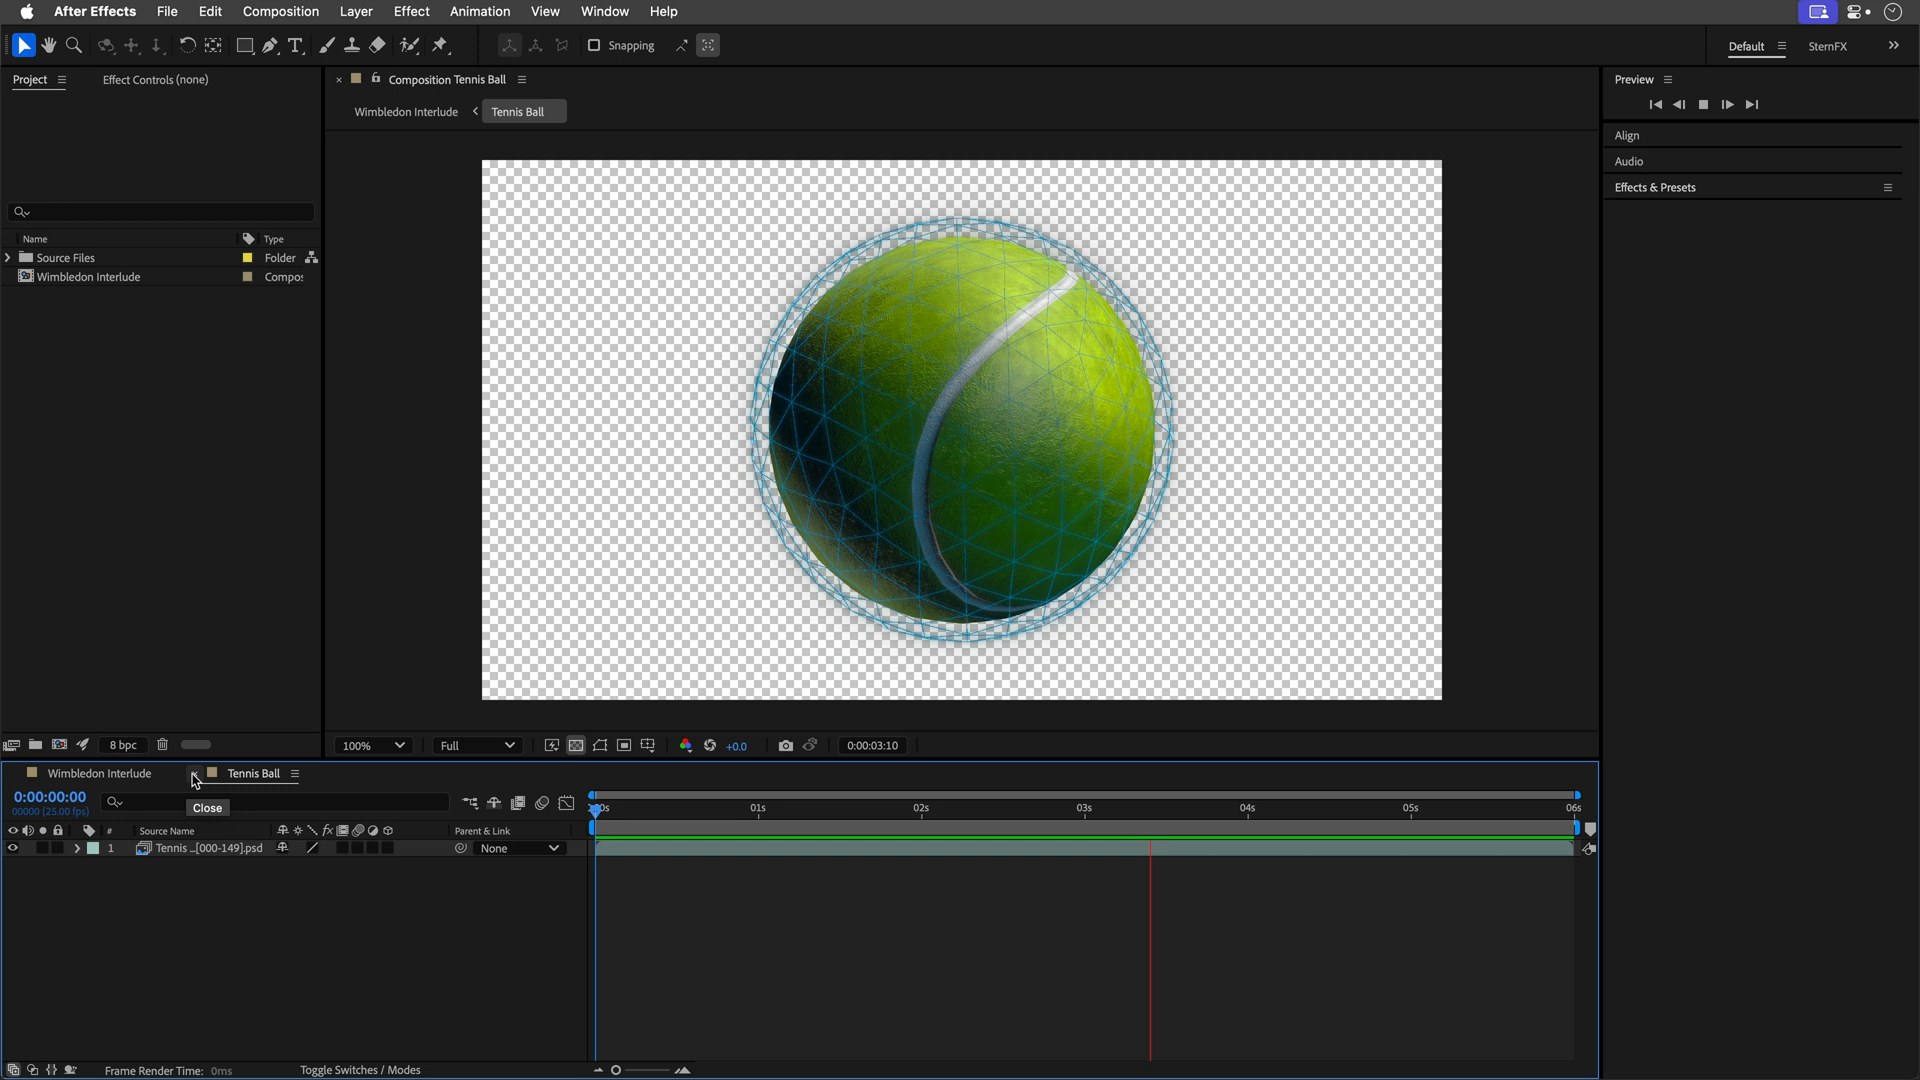 After Effects File Edit Composition Layer Effect Animation View Window Help
Snapping
Default SternFX
Project Effect Controls (none)
Composition Tennis Ball
Preview
Wimbledon Interlude Tennis Ball
Align
Audio
Effects & Presets
Name Type
Source Files Folder
Wimbledon Interlude Compos
8 bpc
100% Full +0.0 0:00:03:10
Wimbledon Interlude Tennis Ball
0:00:00:00
00000 (25.00 fps)
Close
01s 02s 03s 04s 05s 06s
# Source Name Parent & Link
1 Tennis ...[000-149].psd None
Frame Render Time: 0ms Toggle Switches / Modes